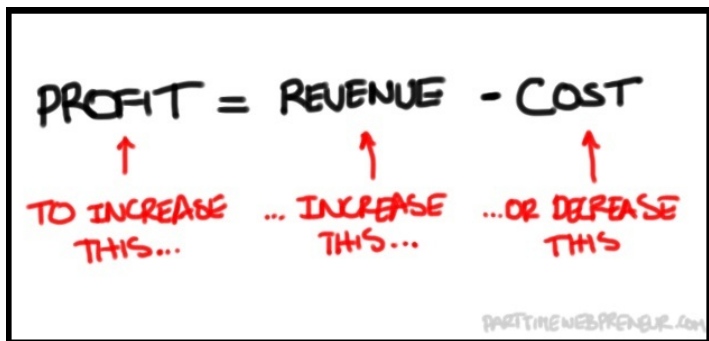 PROFIT = REVENUE - COST
TO INCREASE ... INCREASE ...OR DECREASE
THIS... THIS... THIS
PARTTIMEWEBPRENEUR.COM